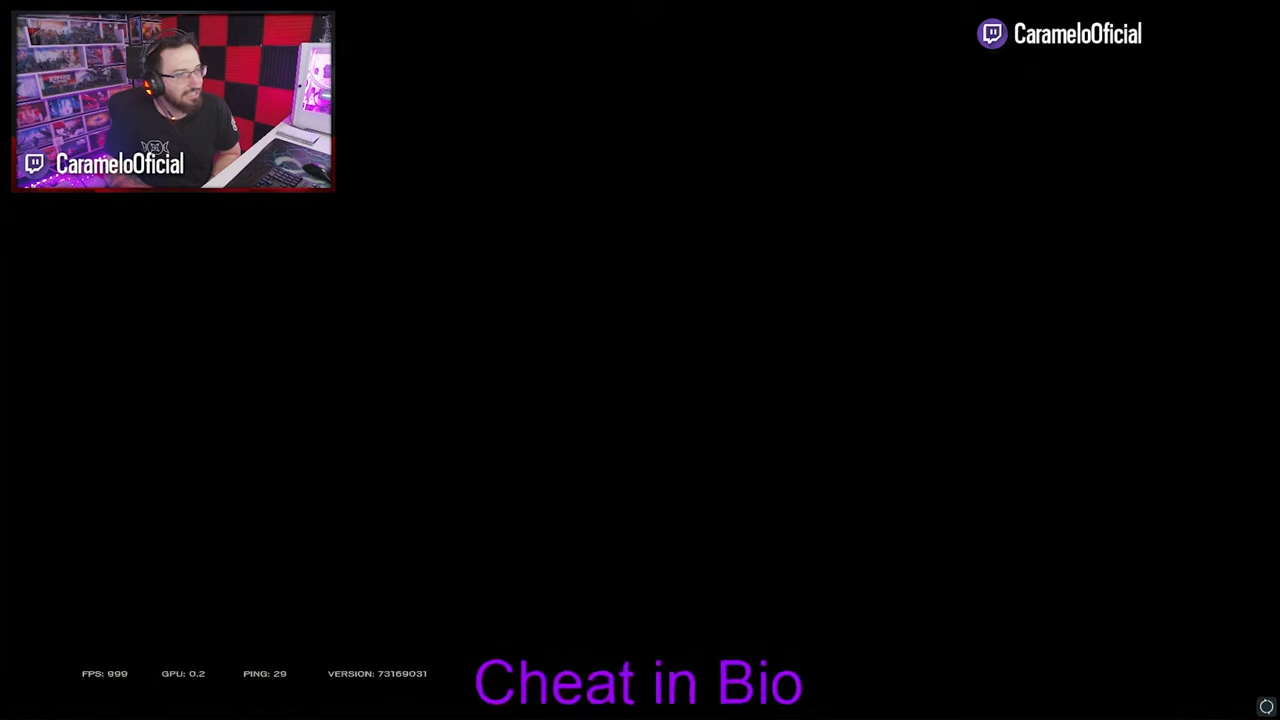 CarameloOficial
CarameloOficial
FPS: 999 GPU: 0.2 PING: 29 VERSION: 73169031
Cheat in Bio